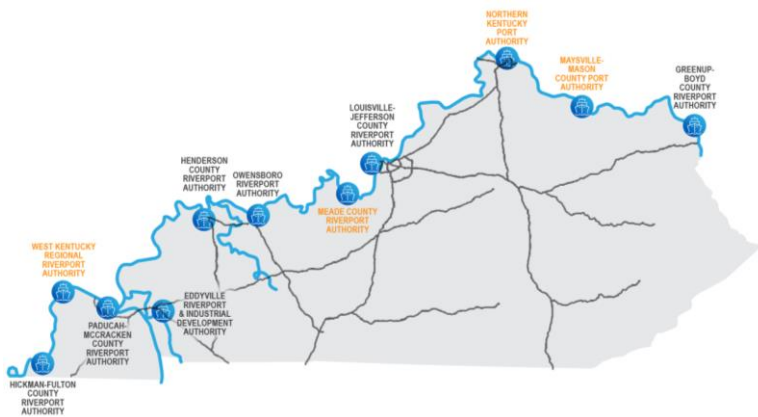 NORTHERN
KENTUCKY
PORT
AUTHORITY
MAYSVILLE-
MASON
COUNTY PORT
AUTHORITY
GREENUP-
BOYD
COUNTY
RIVERPORT
AUTHORITY
LOUISVILLE-
JEFFERSON
COUNTY
RIVERPORT
AUTHORITY
HENDERSON
COUNTY
RIVERPORT
AUTHORITY
OWENSBORO
RIVERPORT
AUTHORITY
MEADE COUNTY
RIVERPORT
AUTHORITY
WEST KENTUCKY
REGIONAL
RIVERPORT
AUTHORITY
EDDYVILLE
RIVERPORT
& INDUSTRIAL
DEVELOPMENT
AUTHORITY
PADUCAH-
MCCRACKEN
COUNTY
RIVERPORT
AUTHORITY
HICKMAN-FULTON
COUNTY
RIVERPORT
AUTHORITY